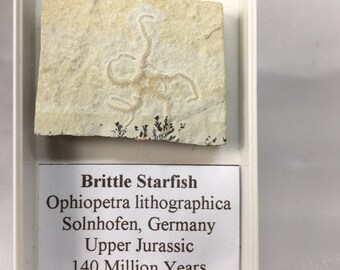 Brittle Starfish
Ophiopetra lithographica
Solnhofen, Germany
Upper Jurassic
140 Million Years